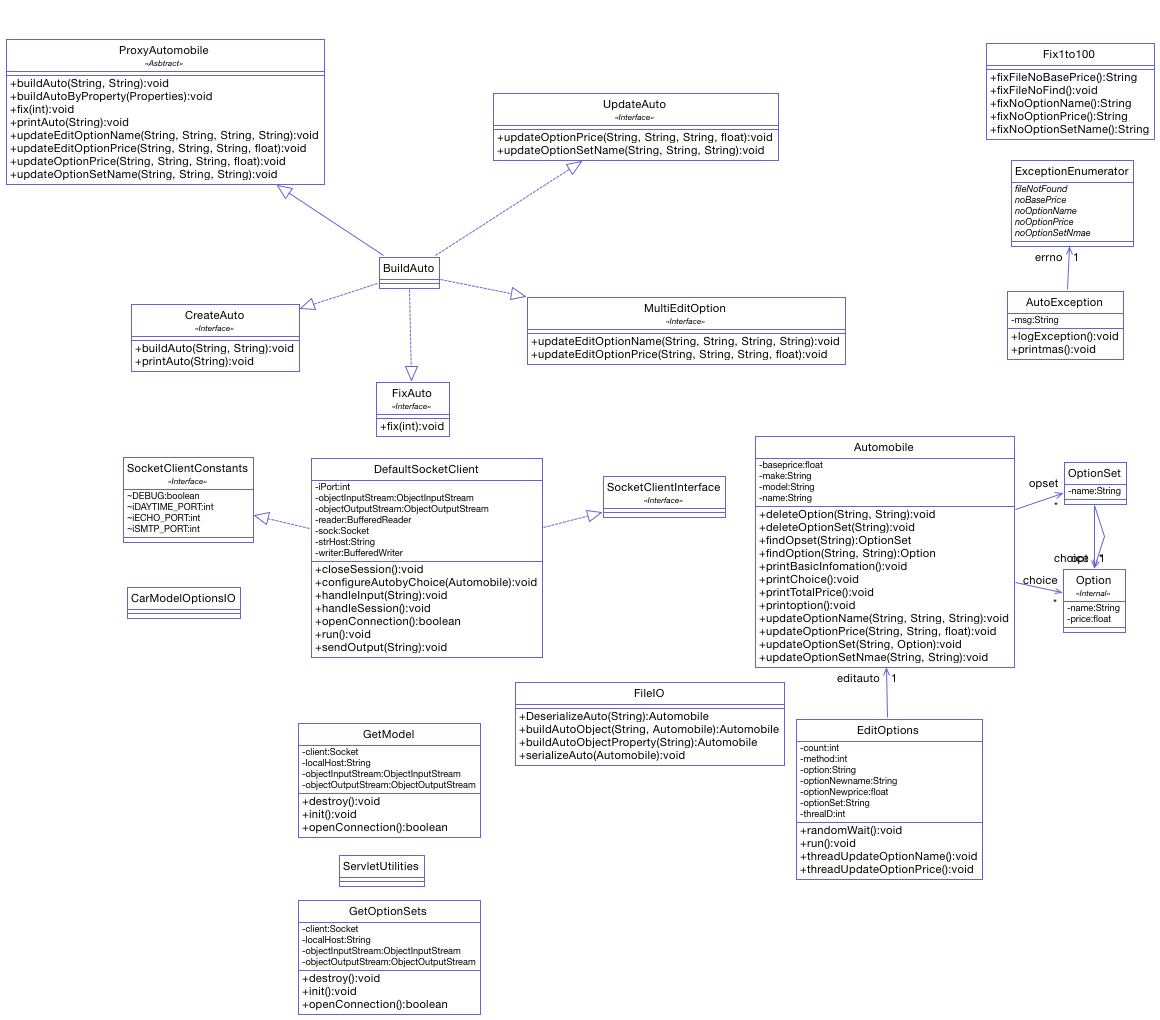 ProxyAutomobile
«Asbtract»
+buildAuto(String, String):void
+buildAutoByProperty(Properties):void
+fix(int):void
+printAuto(String):void
+updateEditOptionName(String, String, String, String):void
+updateEditOptionPrice(String, String, String, float):void
+updateOptionPrice(String, String, String, float):void
+updateOptionSetName(String, String, String):void
UpdateAuto
«Interface»
+updateOptionPrice(String, String, String, float):void
+updateOptionSetName(String, String, String):void
Fix1to100
+fixFileNoBasePrice():String
+fixFileNoFind():void
+fixNoOptionName():String
+fixNoOptionPrice():String
+fixNoOptionSetName():String
ExceptionEnumerator
fileNotFound
noBasePrice
noOptionName
noOptionPrice
noOptionSetNmae
errno 1
AutoException
-msg:String
+logException():void
+printmas():void
BuildAuto
CreateAuto
«Interface»
+buildAuto(String, String):void
+printAuto(String):void
MultiEditOption
«Interface»
+updateEditOptionName(String, String, String, String):void
+updateEditOptionPrice(String, String, String, float):void
FixAuto
«Interface»
+fix(int):void
SocketClientConstants
«Interface»
~DEBUG:boolean
~iDAYTIME_PORT:int
~iECHO_PORT:int
~iSMTP_PORT:int
DefaultSocketClient
-iPort:int
-objectInputStream:ObjectInputStream
-objectOutputStream:ObjectOutputStream
-reader:BufferedReader
-sock:Socket
-strHost:String
-writer:BufferedWriter
+closeSession():void
+configureAutobyChoice(Automobile):void
+handleInput(String):void
+handleSession():void
+openConnection():boolean
+run():void
+sendOutput(String):void
SocketClientInterface
«Interface»
Automobile
-baseprice:float
-make:String
-model:String
-name:String
+deleteOption(String, String):void
+deleteOptionSet(String):void
+findOpset(String):OptionSet
+findOption(String, String):Option
+printBasicInfomation():void
+printChoice():void
+printTotalPrice():void
+printoption():void
+updateOptionName(String, String, String):void
+updateOptionPrice(String, String, float):void
+updateOptionSet(String, Option):void
+updateOptionSetNmae(String, String):void
opset
*
OptionSet
-name:String
1
choice
*
Option
«Internal»
-name:String
-price:float
CarModelOptionsIO
editauto 1
FileIO
+DeserializeAuto(String):Automobile
+buildAutoObject(String, Automobile):Automobile
+buildAutoObjectProperty(String):Automobile
+serializeAuto(Automobile):void
EditOptions
-count:int
-method:int
-option:String
-optionNewname:String
-optionNewprice:float
-optionSet:String
-threaID:int
+randomWait():void
+run():void
+threadUpdateOptionName():void
+threadUpdateOptionPrice():void
GetModel
-client:Socket
-localHost:String
-objectInputStream:ObjectInputStream
-objectOutputStream:ObjectOutputStream
+destroy():void
+init():void
+openConnection():boolean
ServletUtilities
GetOptionSets
-client:Socket
-localHost:String
-objectInputStream:ObjectInputStream
-objectOutputStream:ObjectOutputStream
+destroy():void
+init():void
+openConnection():boolean